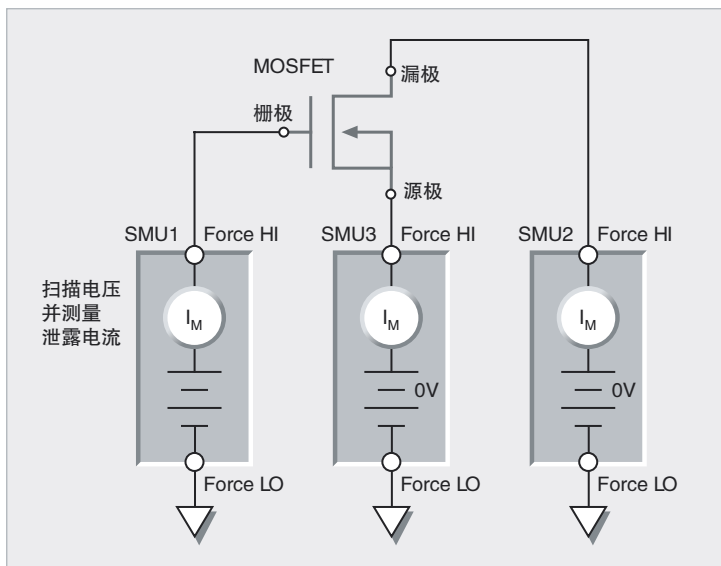 MOSFET
漏极
栅极
源极
SMU1 Force HI
SMU3 Force HI
SMU2 Force HI
扫描电压
并测量
泄露电流
IM
IM
IM
0V
0V
Force LO
Force LO
Force LO